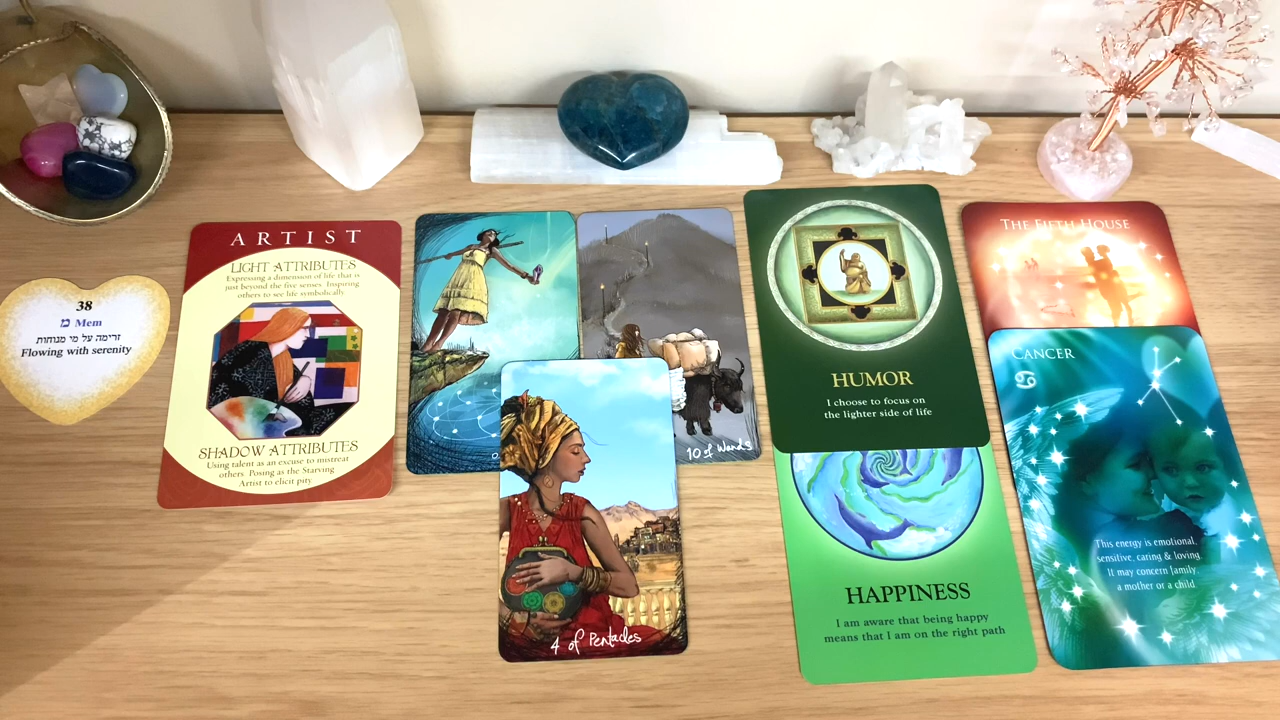 38
מ Mem
זרימה על מי מנוחות
Flowing with serenity
ARTIST
LIGHT ATTRIBUTES
Expressing a dimension of life that is
just beyond the five senses. Inspiring
others to see life symbolically
SHADOW ATTRIBUTES
Using talent as an excuse to mistreat
others. Posing as the Starving
Artist to elicit pity
10 of Wands
4 of Pentacles
HUMOR
I choose to focus on
the lighter side of life
HAPPINESS
I am aware that being happy
means that I am on the right path
THE FIFTH HOUSE
CANCER
♋
This energy is emotional,
sensitive, caring & loving.
It may concern family,
a mother or a child.